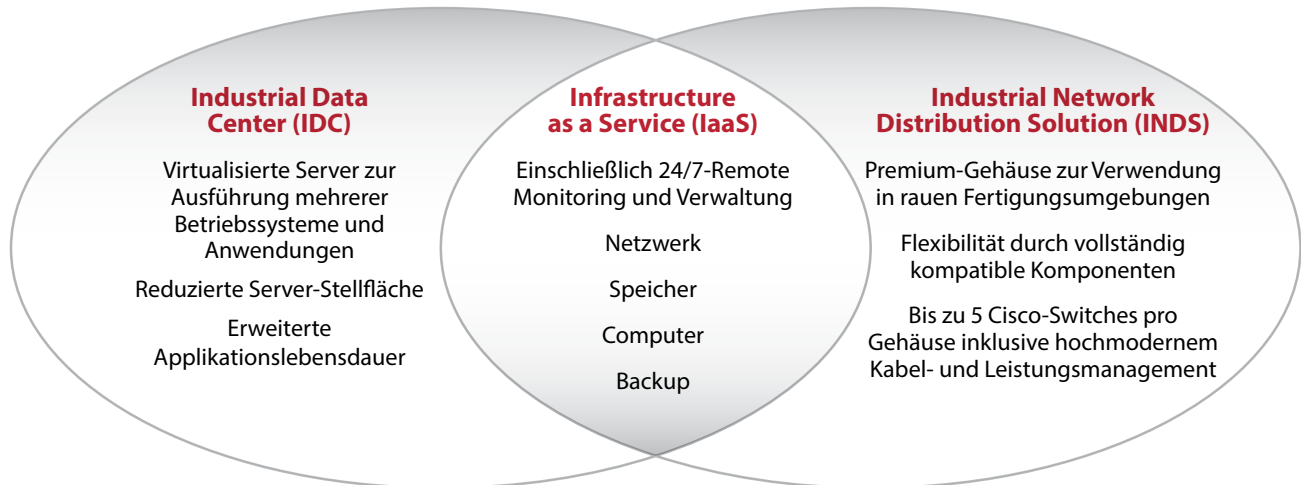 Industrial Data
Center (IDC)
Virtualisierte Server zur
Ausführung mehrerer
Betriebssysteme und
Anwendungen
Reduzierte Server-Stellfläche
Erweiterte
Applikationslebensdauer
Infrastructure
as a Service (IaaS)
Einschließlich 24/7-Remote
Monitoring und Verwaltung
Netzwerk
Speicher
Computer
Backup
Industrial Network
Distribution Solution (INDS)
Premium-Gehäuse zur Verwendung
in rauen Fertigungsumgebungen
Flexibilität durch vollständig
kompatible Komponenten
Bis zu 5 Cisco-Switches pro
Gehäuse inklusive hochmodernem
Kabel- und Leistungsmanagement